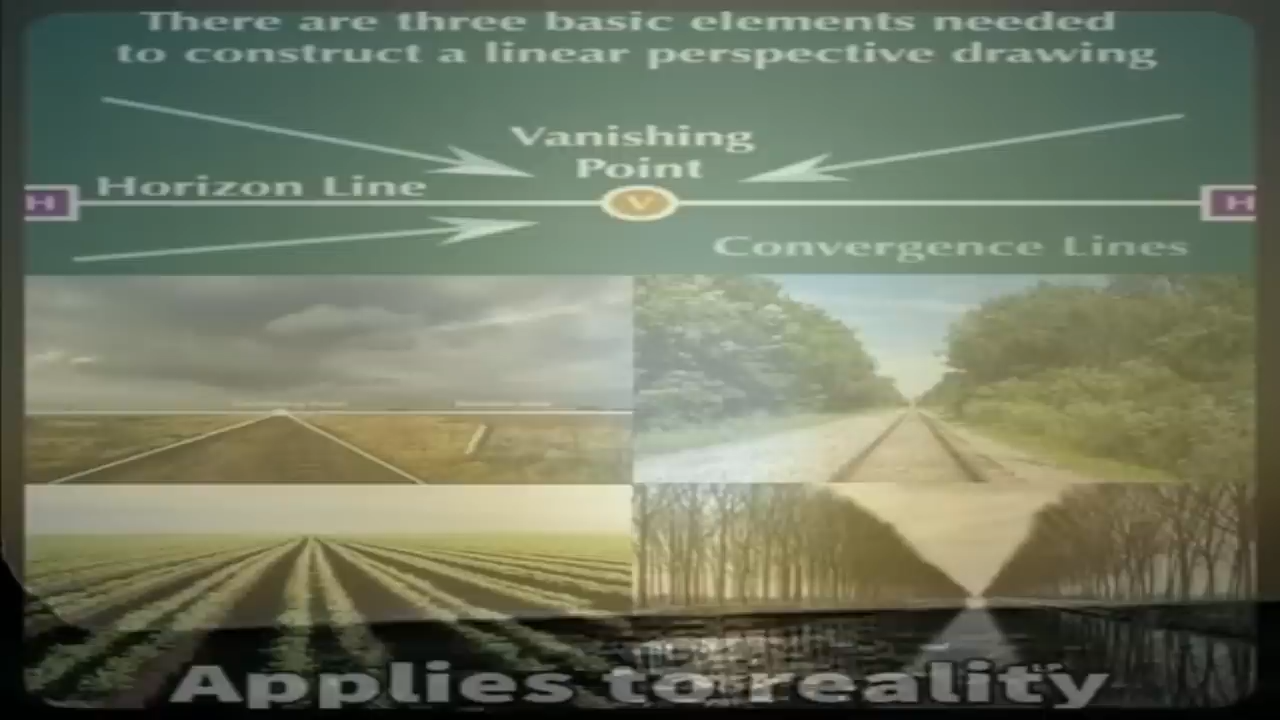 There are three basic elements needed
to construct a linear perspective drawing
Vanishing
Point
Horizon Line
H
V
H
Convergence Lines
Applies to reality